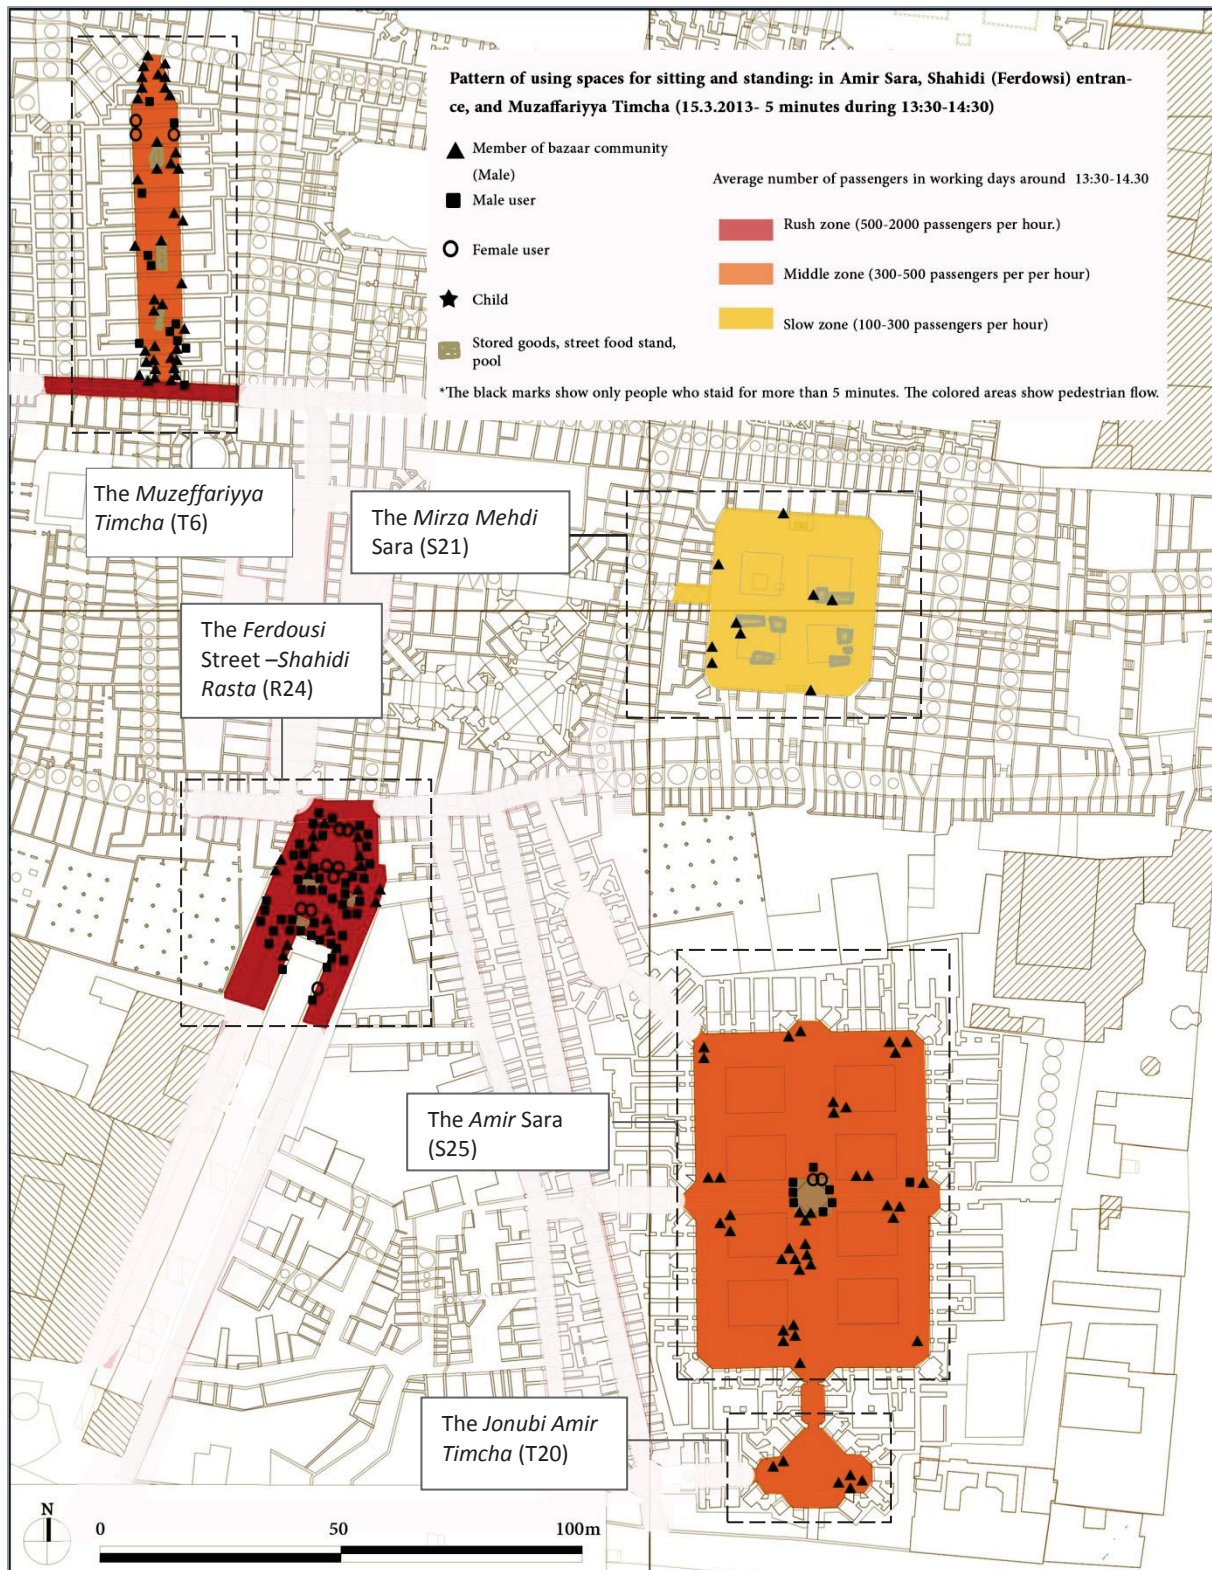 Pattern of using spaces for sitting and standing: in Amir Sara, Shahidi (Ferdowsi) entran-
ce, and Muzaffariyya Timcha (15.3.2013- 5 minutes during 13:30-14:30)
Member of bazaar community
(Male)
Male user
Female user
Child
Stored goods, street food stand,
pool
Average number of passengers in working days around 13:30-14.30
Rush zone (500-2000 passengers per hour.)
Middle zone (300-500 passengers per per hour)
Slow zone (100-300 passengers per hour)
*The black marks show only people who staid for more than 5 minutes. The colored areas show pedestrian flow.
The Muzeffariyya
Timcha (T6)
The Mirza Mehdi
Sara (S21)
The Ferdousi
Street –Shahidi
Rasta (R24)
The Amir Sara
(S25)
The Jonubi Amir
Timcha (T20)
N
0 50 100m